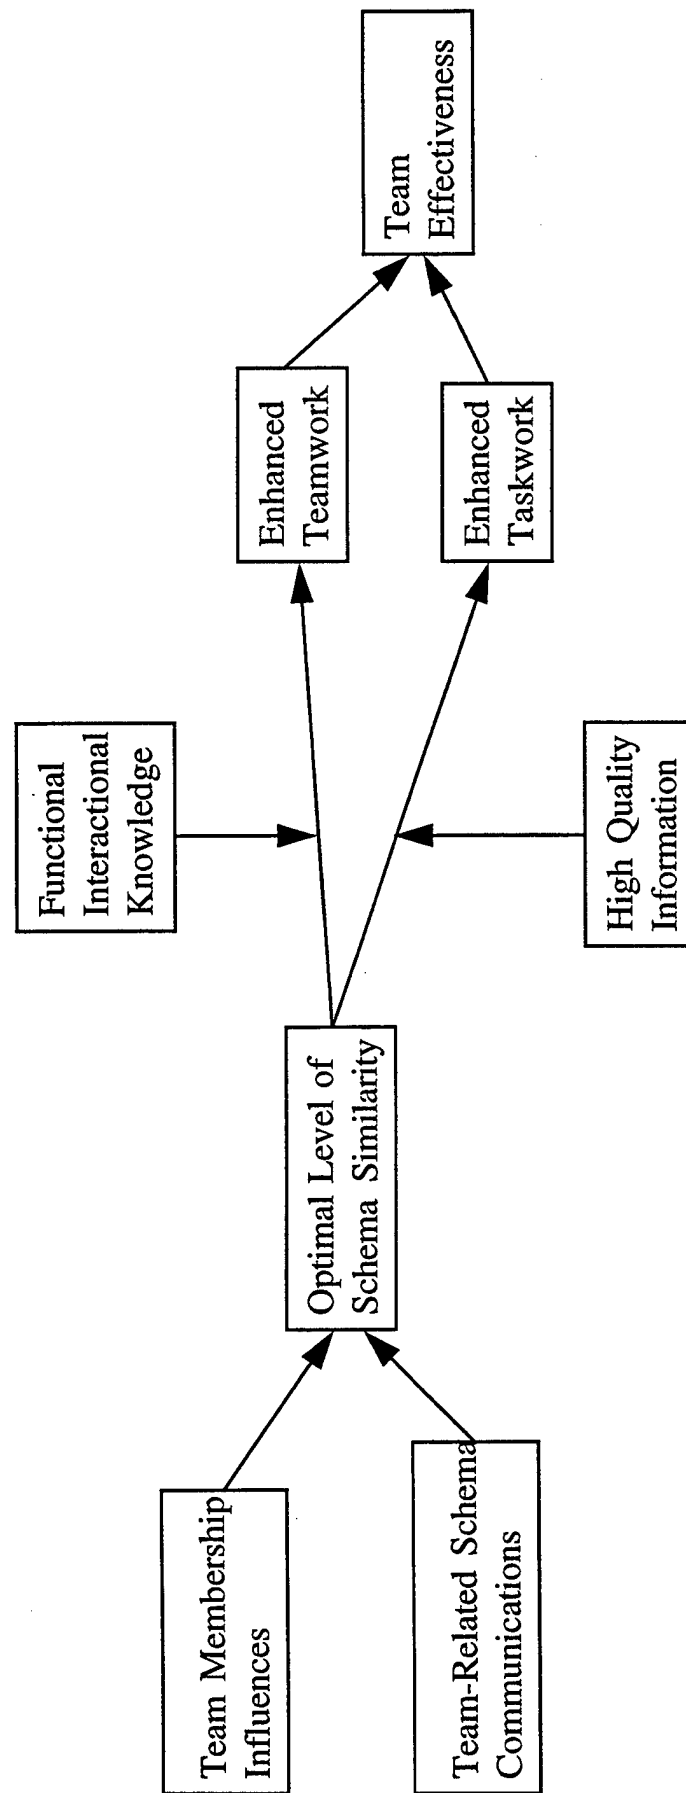 Team Membership
Influences
Team-Related Schema
Communications
Optimal Level of
Schema Similarity
Functional
Interactional
Knowledge
High Quality
Information
Enhanced
Teamwork
Enhanced
Taskwork
Team
Effectiveness